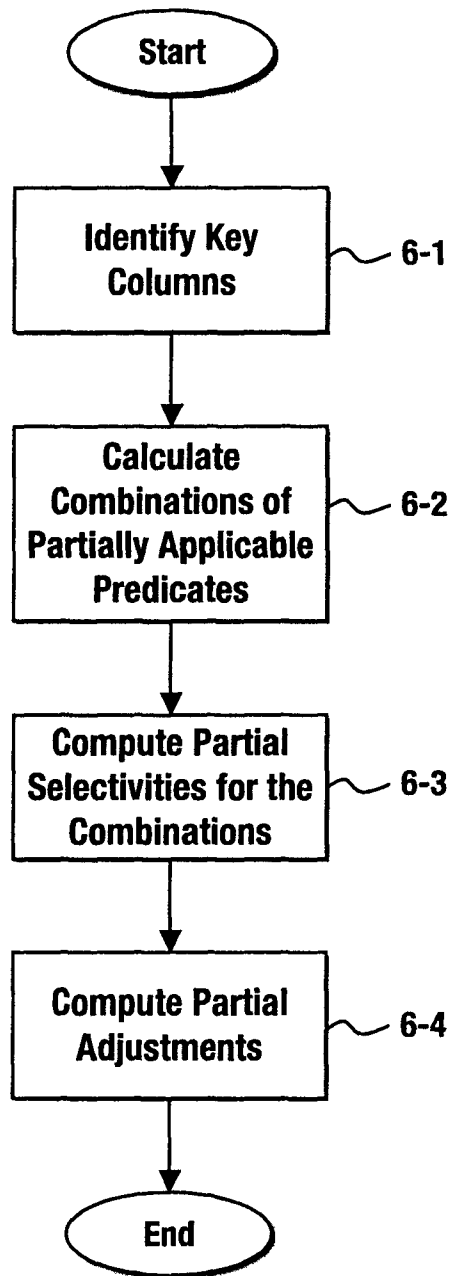 Start
Identify Key
Columns
6-1
Calculate
Combinations of
Partially Applicable
Predicates
6-2
Compute Partial
Selectivities for the
Combinations
6-3
Compute Partial
Adjustments
6-4
End